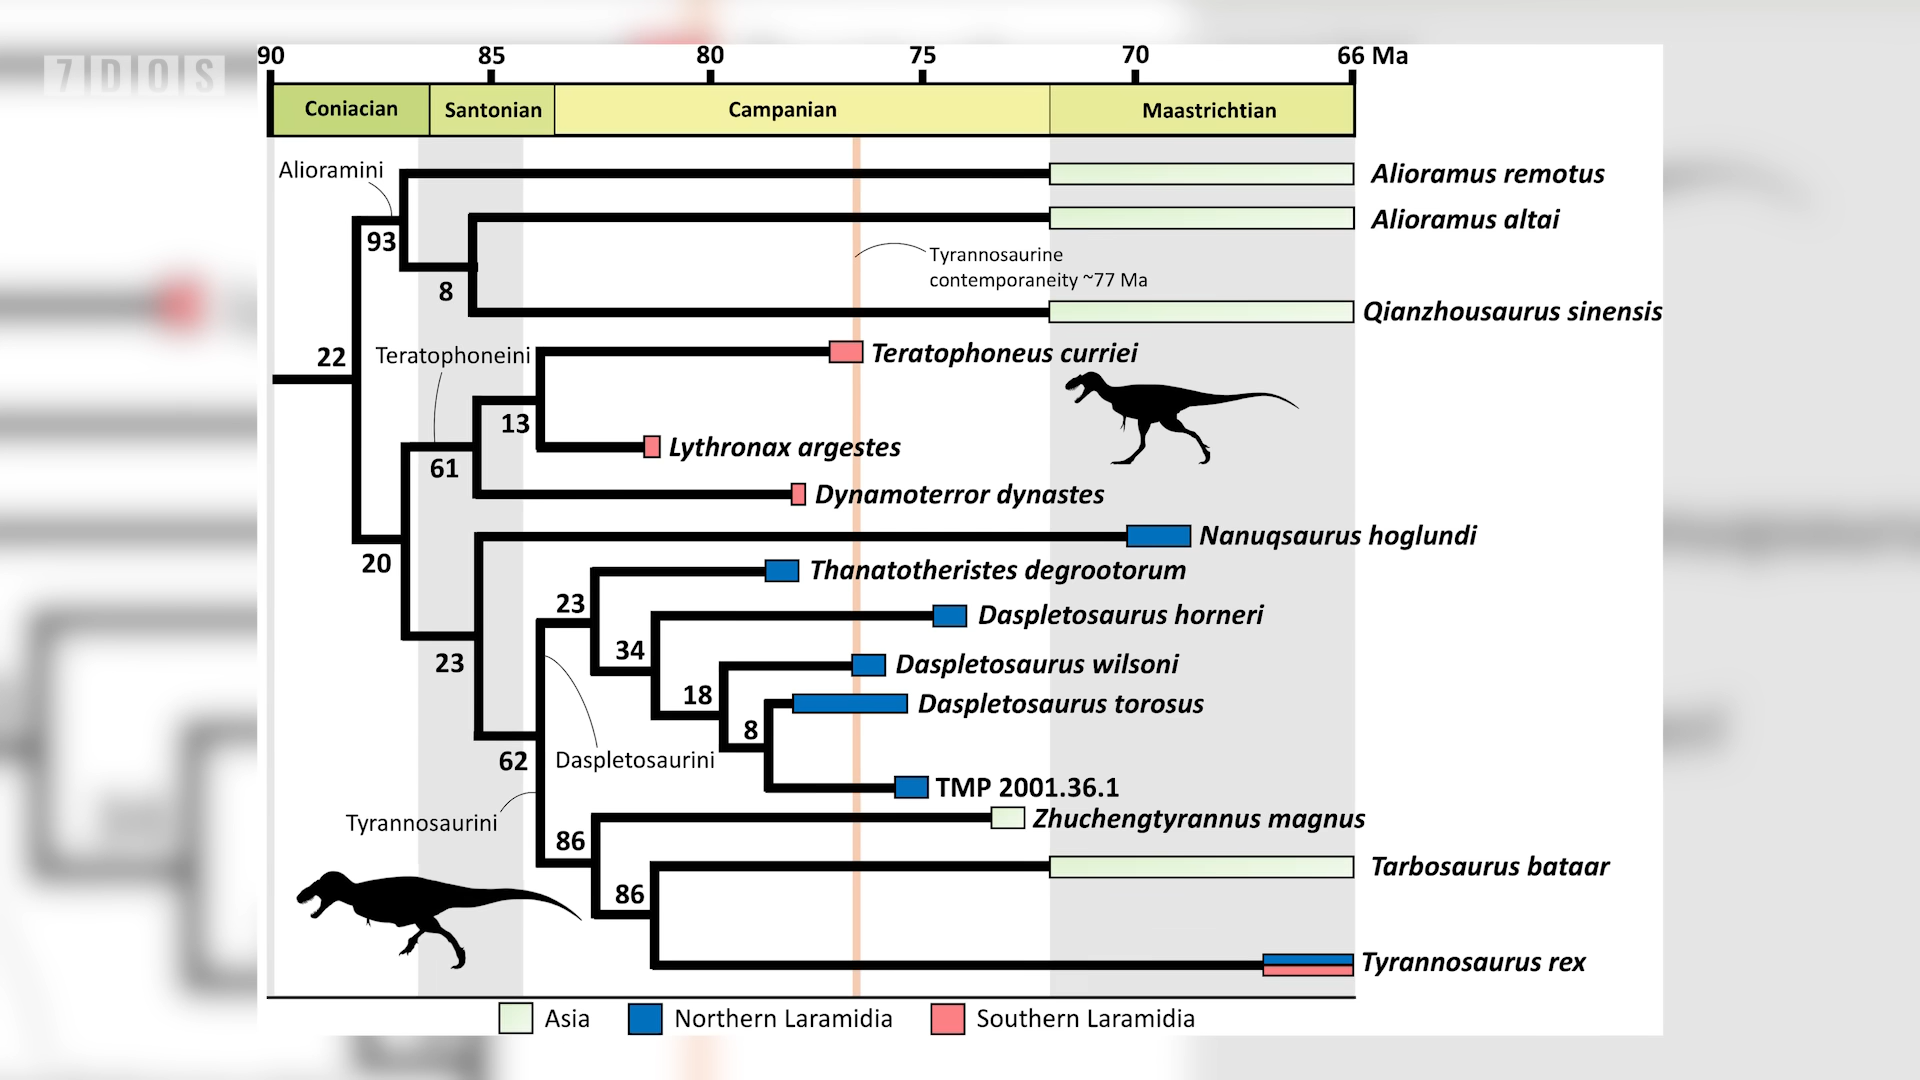 7DOS
90 85 80 75 70 66 Ma
Coniacian Santonian Campanian Maastrichtian
Alioramini
Alioramus remotus
Alioramus altai
93
Tyrannosaurine
contemporaneity ~77 Ma
8
Qianzhousaurus sinensis
22
Teratophoneini
Teratophoneus curriei
13
Lythronax argestes
61
Dynamoterror dynastes
Nanuqsaurus hoglundi
20
Thanatotheristes degrootorum
23
Daspletosaurus horneri
34
23
Daspletosaurus wilsoni
18
Daspletosaurus torosus
8
62
Daspletosaurini
TMP 2001.36.1
Tyrannosaurini
Zhuchengtyrannus magnus
86
Tarbosaurus bataar
86
Tyrannosaurus rex
Asia Northern Laramidia Southern Laramidia